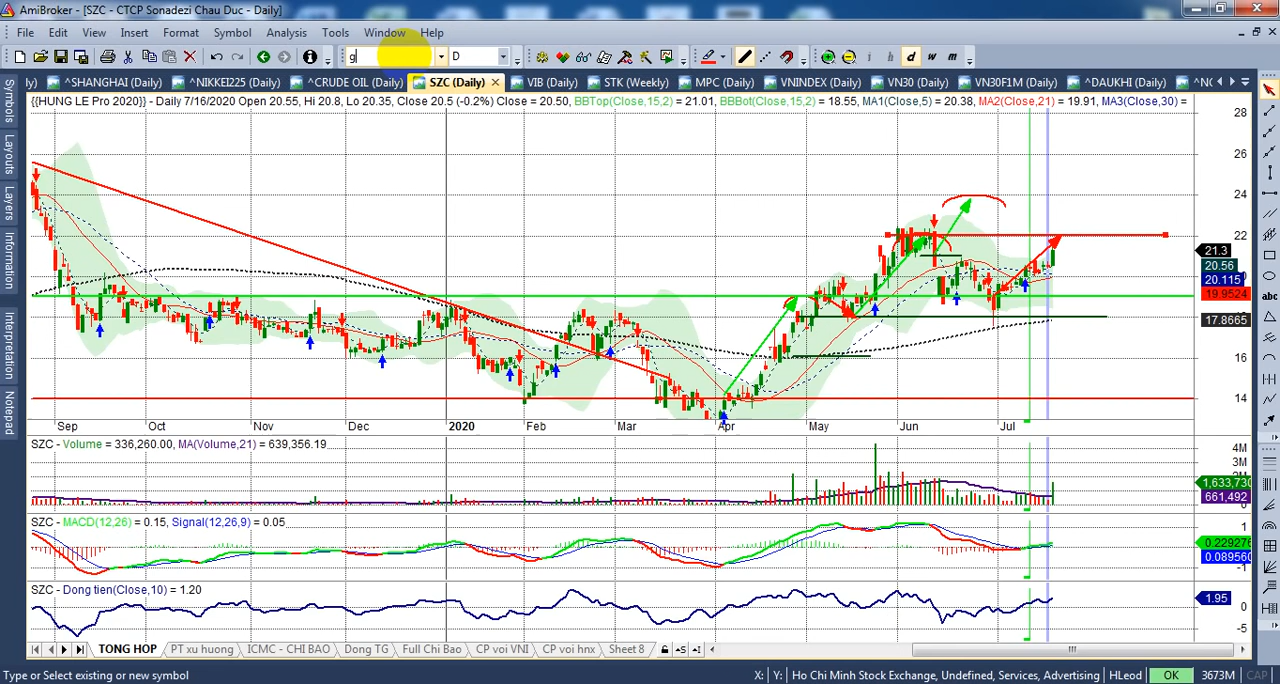 AmiBroker - [SZC - CTCP Sonadezi Chau Duc - Daily]
File Edit View Insert Format Symbol Analysis Tools Window Help
g D i h d w m
ly) ^SHANGHAI (Daily) ^NIKKEI225 (Daily) ^CRUDE OIL (Daily) SZC (Daily) VIB (Daily) STK (Weekly) MPC (Daily) VNINDEX (Daily) VN30 (Daily) VN30F1M (Daily) ^DAUKHI (Daily) ^NO
{{HUNG LE Pro 2020}} - Daily 7/16/2020 Open 20.55, Hi 20.8, Lo 20.35, Close 20.5 (-0.2%) Close = 20.50, BBTop(Close,15,2) = 21.01, BBBot(Close,15,2) = 18.55, MA1(Close,5) = 20.38, MA2(Close,21) = 19.91, MA3(Close,30) =
Symbols
Layouts
Layers
Information
Interpretation
Notepad
28
26
24
22
20
18
16
14
21.3
20.56
20.115
19.9524
17.8665
abc
Sep Oct Nov Dec 2020 Feb Mar Apr May Jun Jul
SZC - Volume = 336,260.00, MA(Volume,21) = 639,356.19
4M
3M
1,633,730
661,492
SZC - MACD(12,26) = 0.15, Signal(12,26,9) = 0.05
1
0.229276
0.089560
-1
SZC - Dong tien(Close,10) = 1.20
1.95
0
-5
TONG HOP PT xu huong ICMC - CHI BAO Dong TG Full Chi Bao CP voi VNI CP voi hnx Sheet 8
Type or Select existing or new symbol X: Y: Ho Chi Minh Stock Exchange, Undefined, Services, Advertising HLeod OK 3673M CAP